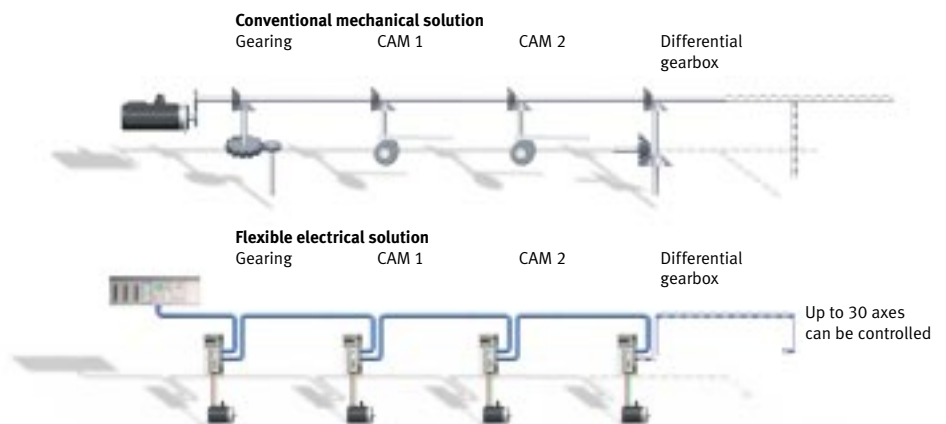 Conventional mechanical solution
Gearing CAM 1 CAM 2 Differential
gearbox
Flexible electrical solution
Gearing CAM 1 CAM 2 Differential
gearbox
Up to 30 axes
can be controlled